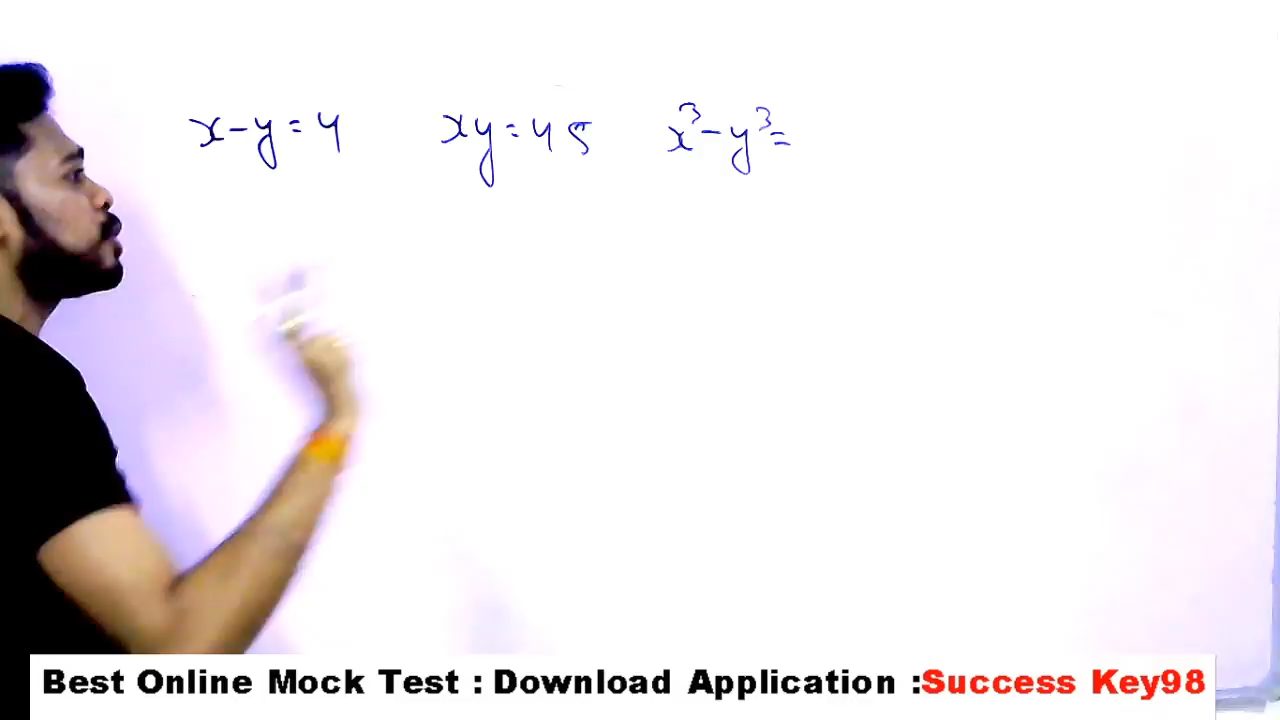 x-y=4 xy=45 x³-y³=
Best Online Mock Test : Download Application :Success Key98